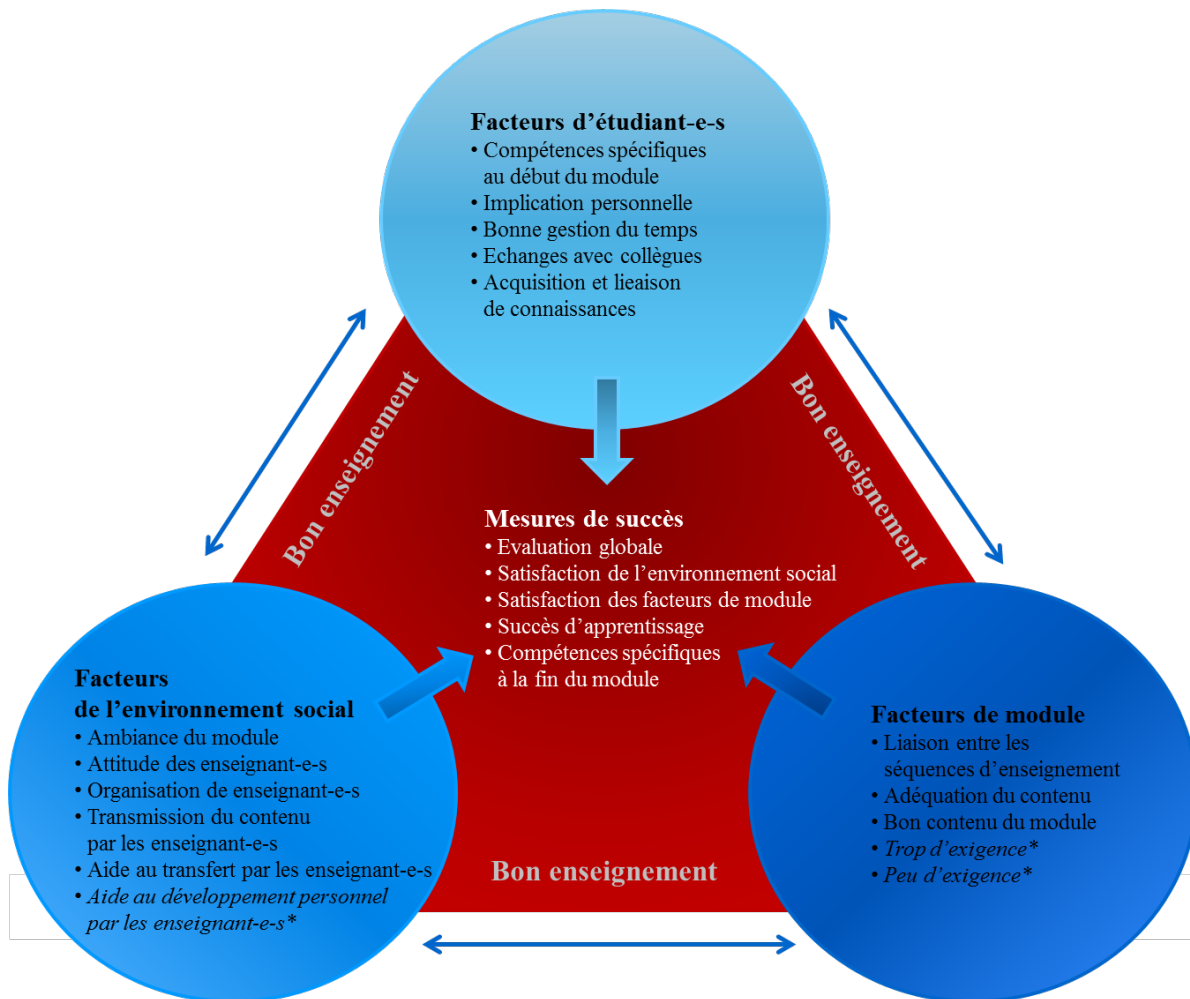 Facteurs d’étudiant-e-s
• Compétences spécifiques
au début du module
• Implication personnelle
• Bonne gestion du temps
• Echanges avec collègues
• Acquisition et lieaison
de connaissances
Bon enseignement
Bon enseignement
Mesures de succès
• Evaluation globale
• Satisfaction de l’environnement social
• Satisfaction des facteurs de module
• Succès d’apprentissage
• Compétences spécifiques
à la fin du module
Facteurs
de l’environnement social
• Ambiance du module
• Attitude des enseignant-e-s
• Organisation de enseignant-e-s
• Transmission du contenu
par les enseignant-e-s
• Aide au transfert par les enseignant-e-s
• Aide au développement personnel
par les enseignant-e-s*
Facteurs de module
• Liaison entre les
séquences d’enseignement
• Adéquation du contenu
• Bon contenu du module
• Trop d’exigence*
• Peu d’exigence*
Bon enseignement